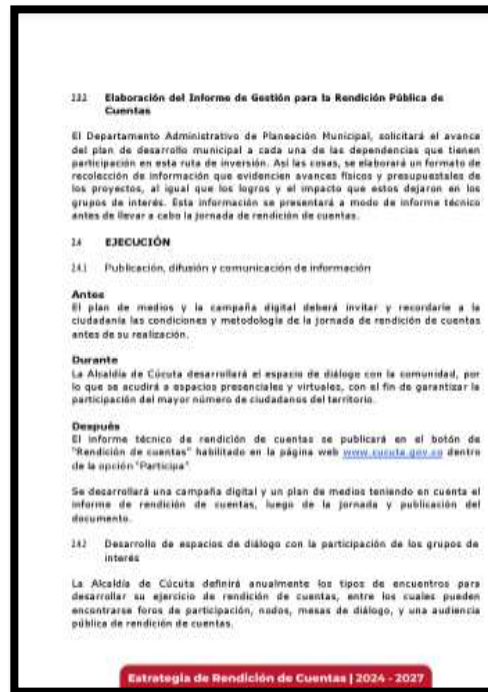 2.3.2 Elaboración del Informe de Gestión para la Rendición Pública de
Cuentas
El Departamento Administrativo de Planeación Municipal, solicitará el avance
del plan de desarrollo municipal a cada una de las dependencias que tienen
participación en esta ruta de inversión. Así las cosas, se elaborará un formato de
recolección de información que evidencien avances físicos y presupuestales de
los proyectos, al igual que los logros y el impacto que estos dejaron en los
grupos de interés. Esta información se presentará a modo de informe técnico
antes de llevar a cabo la jornada de rendición de cuentas.
2.4 EJECUCIÓN
2.4.1 Publicación, difusión y comunicación de información
Antes
El plan de medios y la campaña digital deberá invitar y recordarle a la
ciudadanía las condiciones y metodología de la jornada de rendición de cuentas
antes de su realización.
Durante
La Alcaldía de Cúcuta desarrollará el espacio de diálogo con la comunidad, por
lo que se acudirá a espacios presenciales y virtuales, con el fin de garantizar la
participación del mayor número de ciudadanos del territorio.
Después
El informe técnico de rendición de cuentas se publicará en el botón de
"Rendición de cuentas" habilitado en la página web www.cucuta.gov.co dentro
de la opción "Participa"
Se desarrollará una campaña digital y un plan de medios teniendo en cuenta el
informe de rendición de cuentas, luego de la jornada y publicación del
documento.
2.4.2 Desarrollo de espacios de diálogo con la participación de los grupos de
interés
La Alcaldía de Cúcuta definirá anualmente los tipos de encuentros para
desarrollar su ejercicio de rendición de cuentas, entre los cuales pueden
encontrarse foros de participación, nodos, mesas de diálogo, y una audiencia
pública de rendición de cuentas.
Estrategia de Rendición de Cuentas | 2024 - 2027